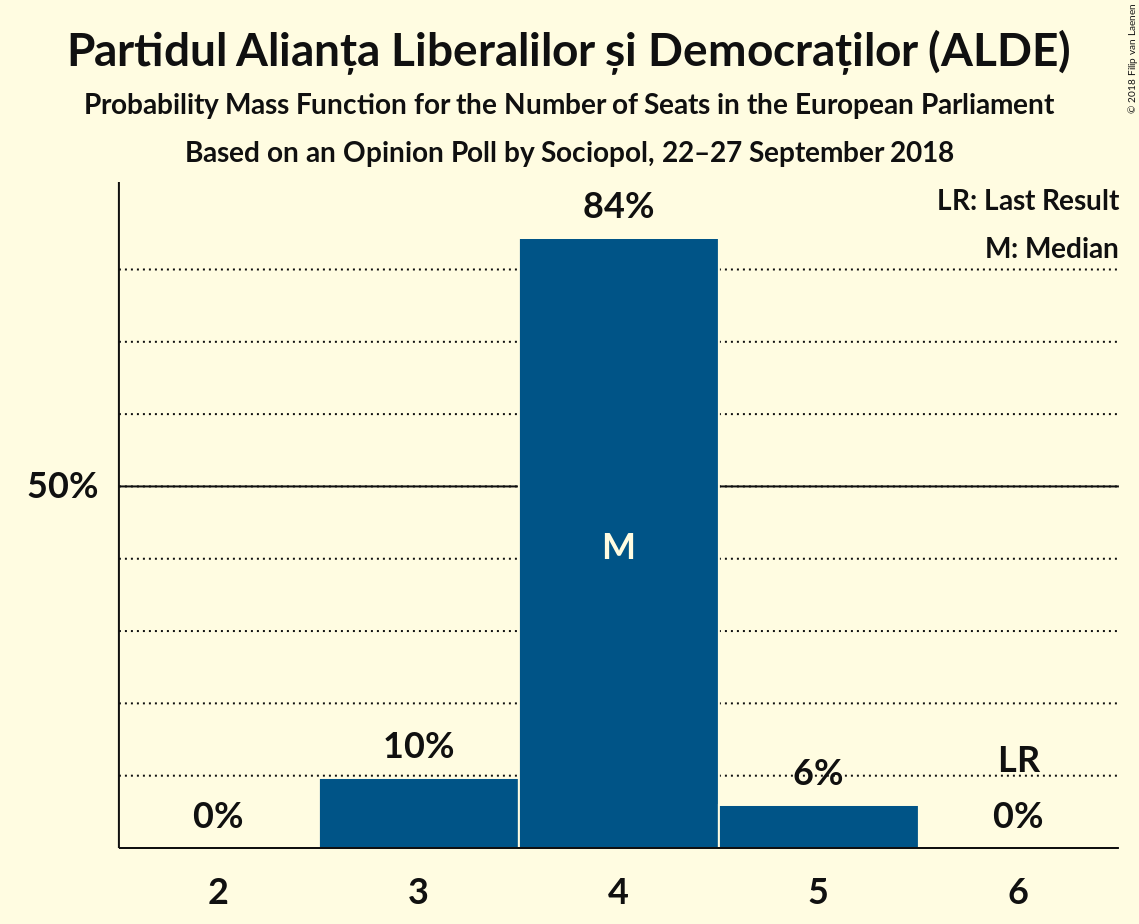 Partidul Alianța Liberalilor și Democraților (ALDE)
Probability Mass Function for the Number of Seats in the European Parliament
Based on an Opinion Poll by Sociopol, 22–27 September 2018
© 2018 Filip van Laenen
LR: Last Result
M: Median
84%
50%
M
10%
6%
LR
0%
0%
2
3
4
5
6